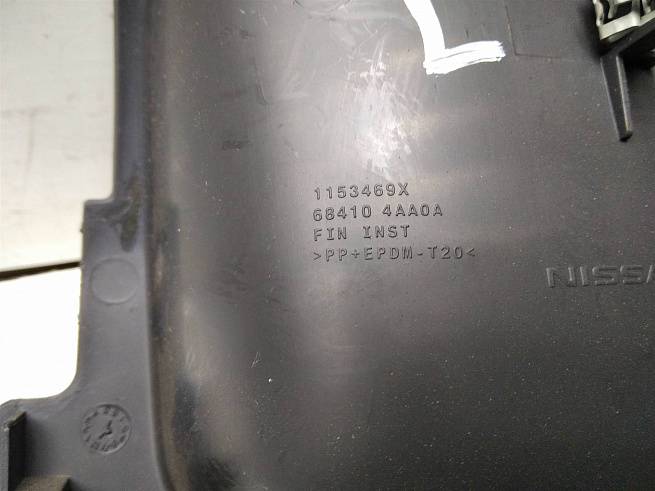 1153469X
68410 4AA0A
FIN INST
>PP+EPDM-T20<
NISSA